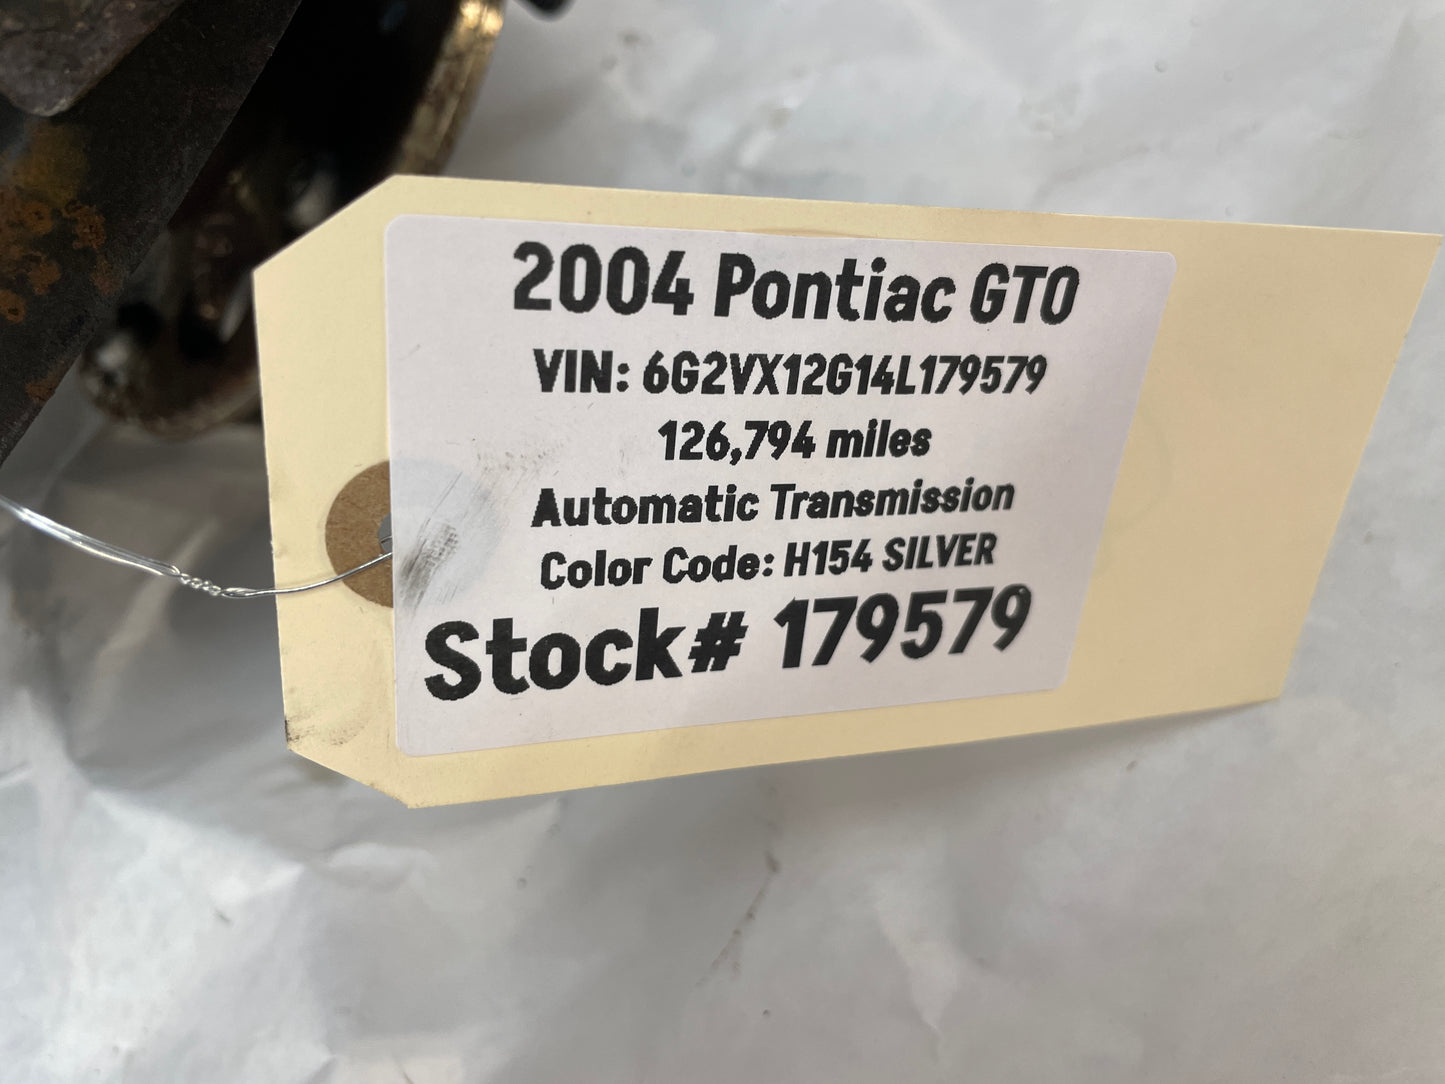 2004 Pontiac GTO
VIN: 6G2VX12G14L179579
126,794 miles
Automatic Transmission
Color Code: H154 SILVER
Stock# 179579